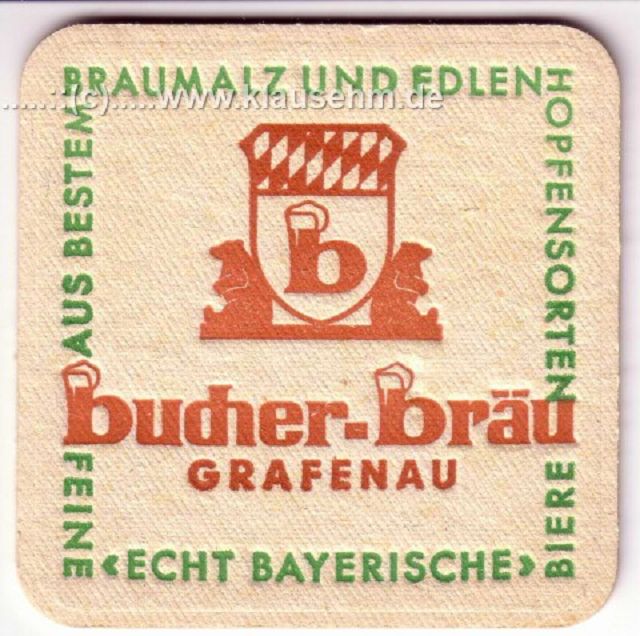 BRAUMALZ UND EDLEN
......::(c).....www.klausehm.de
AUS BESTEM
HOPFENSORTEN
b
bucher-bräu
GRAFENAU
FEINE
BIERE
«ECHT BAYERISCHE»